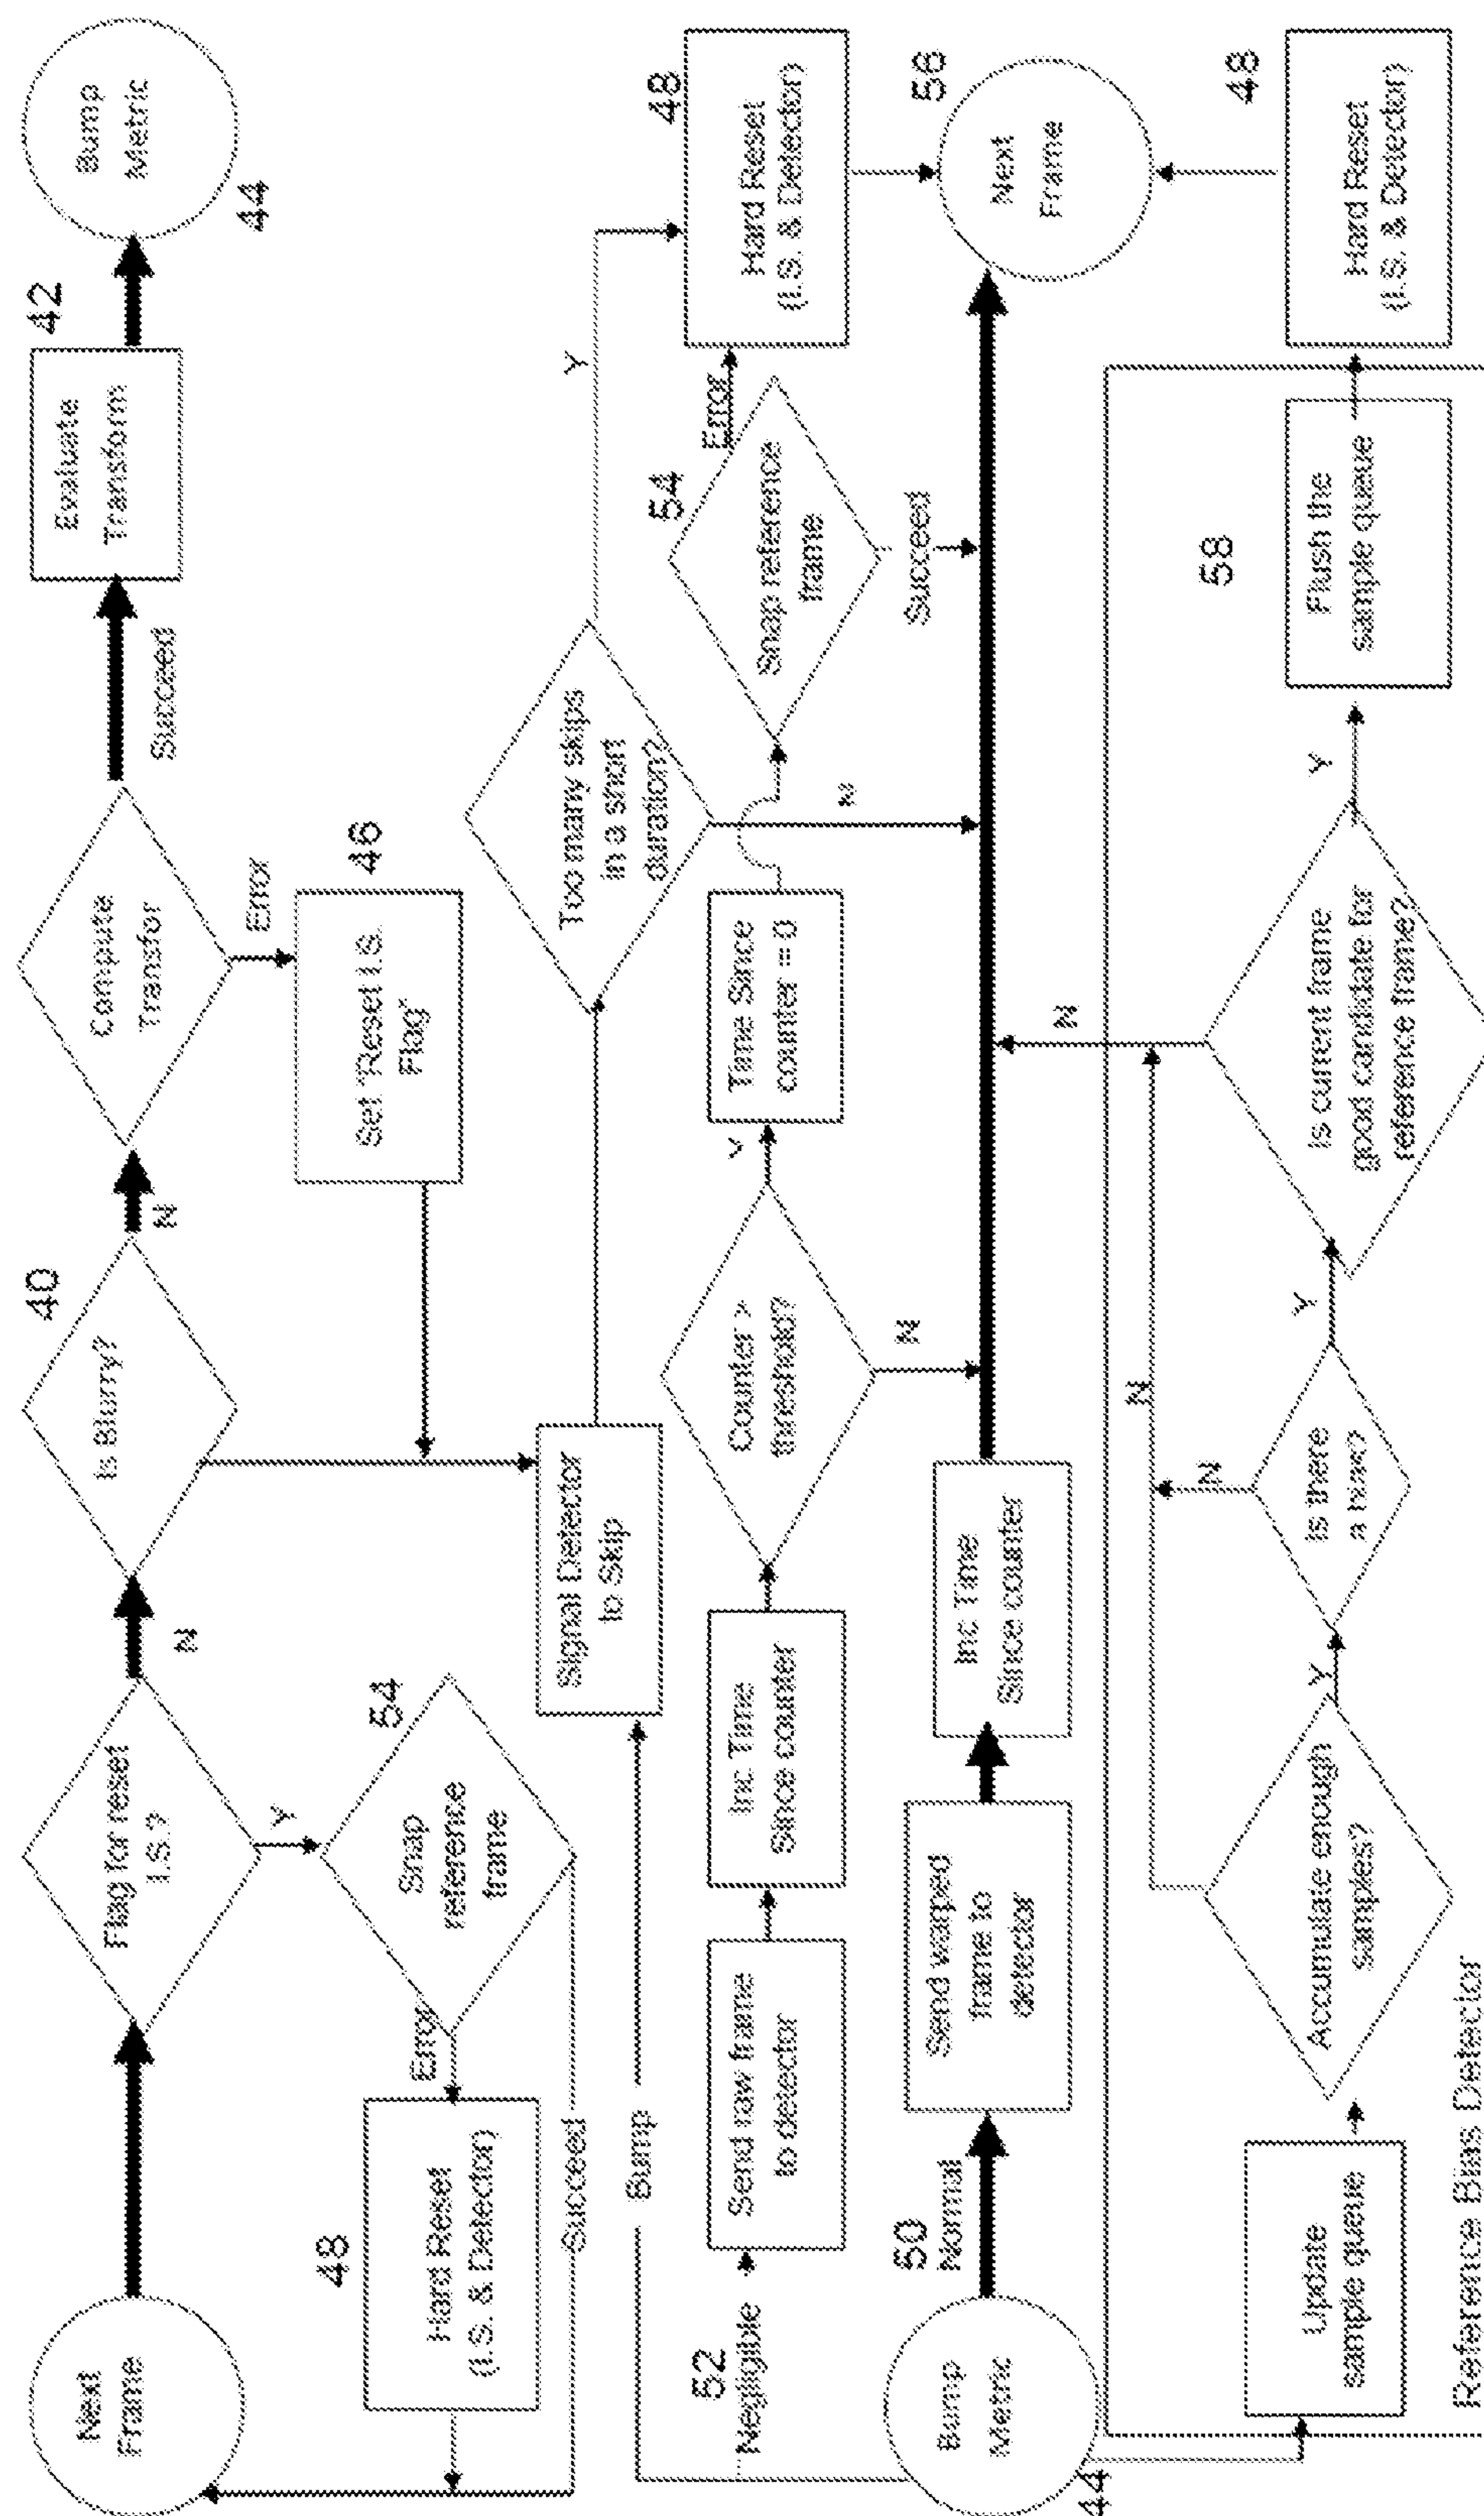 Next
Frame
Flag for reset
I.S.?
N
40
Is Blurry?
N
Compute
Transfor
Succeed
42
Evaluate
Transform
Bump
Metric
44
Y
54
Snap
reference
frame
Error
48
Hard Reset
(I.S. & Detector)
Succeed
Error
46
Set "Reset I.S.
Flag"
Signal Detector
to Skip
Bump
Too many skips
in a short
duration?
Y
N
52
Negligible
Send raw frame
to detector
Inc Time
Since counter
Counter >
threshold?
Y
N
Time Since
counter = 0
54
Snap reference
frame
Error
Succeed
48
Hard Reset
(I.S. & Detector)
Bump
Metric
44
50
Normal
Send warped
frame to
detector
Inc Time
Since counter
58
Next
Frame
Update
sample queue
Accumulate enough
samples?
Y
N
Is there
a bias?
N
Y
Is current frame
good candidate for
reference frame?
N
Y
58
Flush the
sample queue
48
Hard Reset
(I.S. & Detector)
Reference Bias Detector